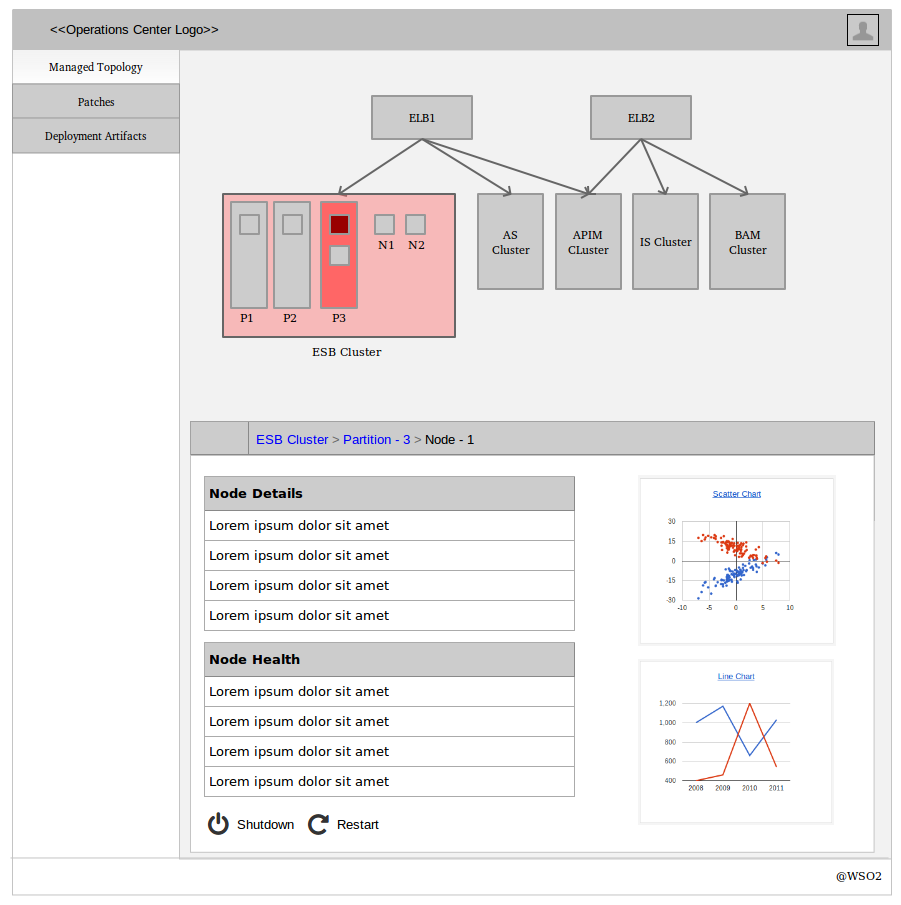 <<Operations Center Logo>>
Managed Topology
Patches
Deployment Artifacts
ELB1
ELB2
N1
N2
P1
P2
P3
ESB Cluster
AS
Cluster
APIM
CLuster
IS Cluster
BAM
Cluster
ESB Cluster > Partition - 3 > Node - 1
Node Details
Lorem ipsum dolor sit amet
Lorem ipsum dolor sit amet
Lorem ipsum dolor sit amet
Lorem ipsum dolor sit amet
Node Health
Lorem ipsum dolor sit amet
Lorem ipsum dolor sit amet
Lorem ipsum dolor sit amet
Lorem ipsum dolor sit amet
Shutdown
Restart
Scatter Chart
30
15
0
-15
-30
-10 -5 0 5 10
Line Chart
1.200
1.000
800
600
400
2008 2009 2010 2011
@WSO2